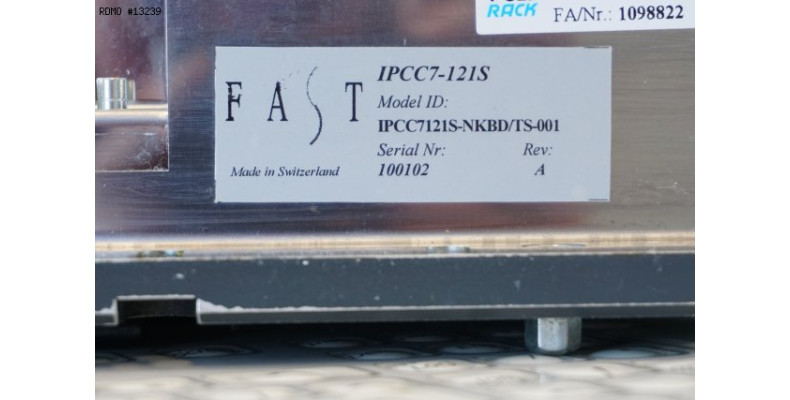 RDMO #13239
RACK
FA/Nr.: 1098822
FAST
IPCC7-121S
Model ID:
IPCC7121S-NKBD/TS-001
Serial Nr: Rev:
100102 A
Made in Switzerland